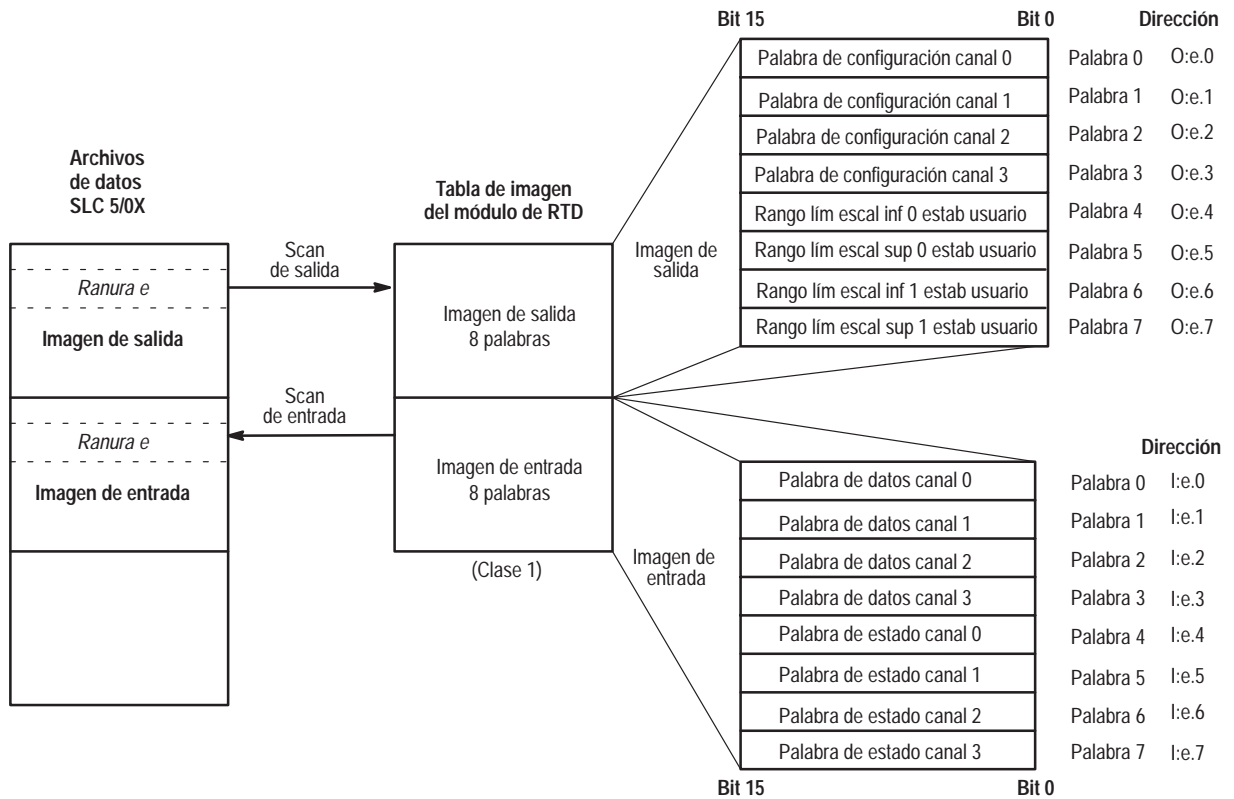 Bit 15 Bit 0 Dirección
Palabra de configuración canal 0 Palabra 0 O:e.0
Palabra de configuración canal 1 Palabra 1 O:e.1
Palabra de configuración canal 2 Palabra 2 O:e.2
Palabra de configuración canal 3 Palabra 3 O:e.3
Rango lím escal inf 0 estab usuario Palabra 4 O:e.4
Rango lím escal sup 0 estab usuario Palabra 5 O:e.5
Rango lím escal inf 1 estab usuario Palabra 6 O:e.6
Rango lím escal sup 1 estab usuario Palabra 7 O:e.7
Archivos
de datos
SLC 5/0X
Tabla de imagen
del módulo de RTD
Scan
de salida
Imagen de
salida
Ranura e
Imagen de salida
Imagen de salida
8 palabras
Scan
de entrada
Ranura e
Imagen de entrada
Imagen de entrada
8 palabras
(Clase 1)
Imagen de
entrada
Dirección
Palabra de datos canal 0 Palabra 0 I:e.0
Palabra de datos canal 1 Palabra 1 I:e.1
Palabra de datos canal 2 Palabra 2 I:e.2
Palabra de datos canal 3 Palabra 3 I:e.3
Palabra de estado canal 0 Palabra 4 I:e.4
Palabra de estado canal 1 Palabra 5 I:e.5
Palabra de estado canal 2 Palabra 6 I:e.6
Palabra de estado canal 3 Palabra 7 I:e.7
Bit 15 Bit 0